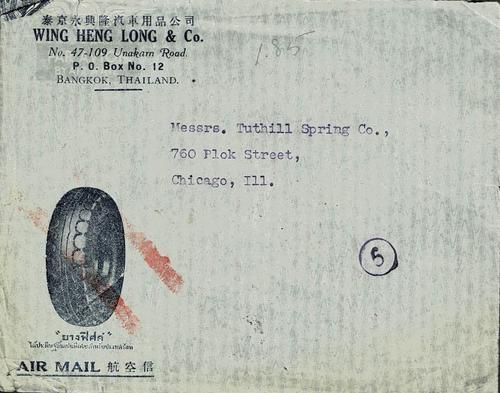 泰京永興隆汽車用品公司
WING HENG LONG & Co.
No. 47-109 Unakarn Road.
P. O. Box No. 12
BANGKOK, THAILAND.
1.85
Messrs. Tuthill Spring Co.,
760 Plok Street,
Chicago, Ill.
5
"ยางฟิศค์"
AIR MAIL 航空信